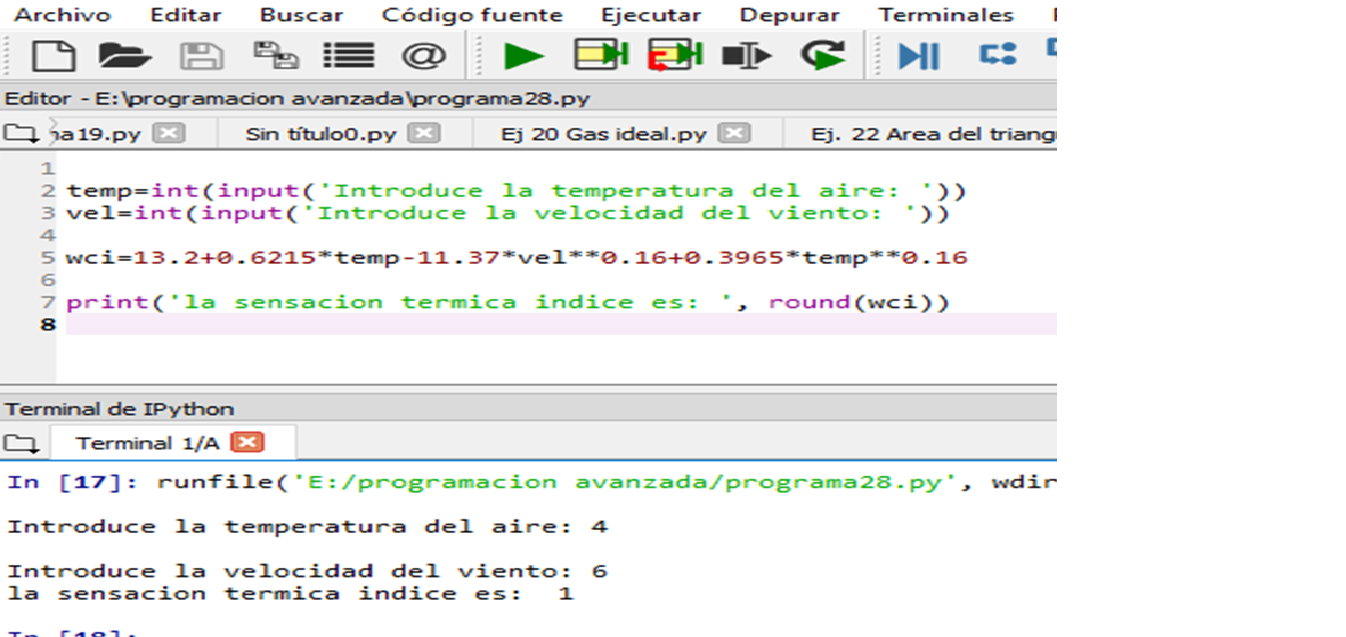 Archivo Editar Buscar Código fuente Ejecutar Depurar Terminales
Editor - E:\programacion avanzada\programa28.py
na19.py Sin título0.py Ej 20 Gas ideal.py Ej. 22 Area del triang
1
2 temp=int(input('Introduce la temperatura del aire: '))
3 vel=int(input('Introduce la velocidad del viento: '))
4
5 wci=13.2+0.6215*temp-11.37*vel**0.16+0.3965*temp**0.16
6
7 print('la sensacion termica indice es: ', round(wci))
8
Terminal de IPython
Terminal 1/A
In [17]: runfile('E:/programacion avanzada/programa28.py', wdir
Introduce la temperatura del aire: 4
Introduce la velocidad del viento: 6
la sensacion termica indice es:  1
In [18]: